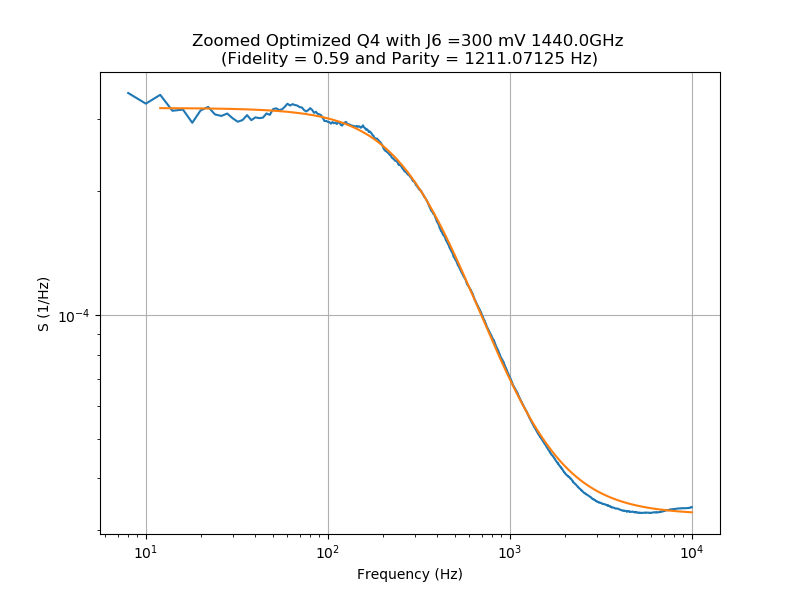 Zoomed Optimized Q4 with J6 =300 mV 1440.0GHz
(Fidelity = 0.59 and Parity = 1211.07125 Hz)
S (1/Hz)
10⁻⁴
10¹ 10² 10³ 10⁴
Frequency (Hz)